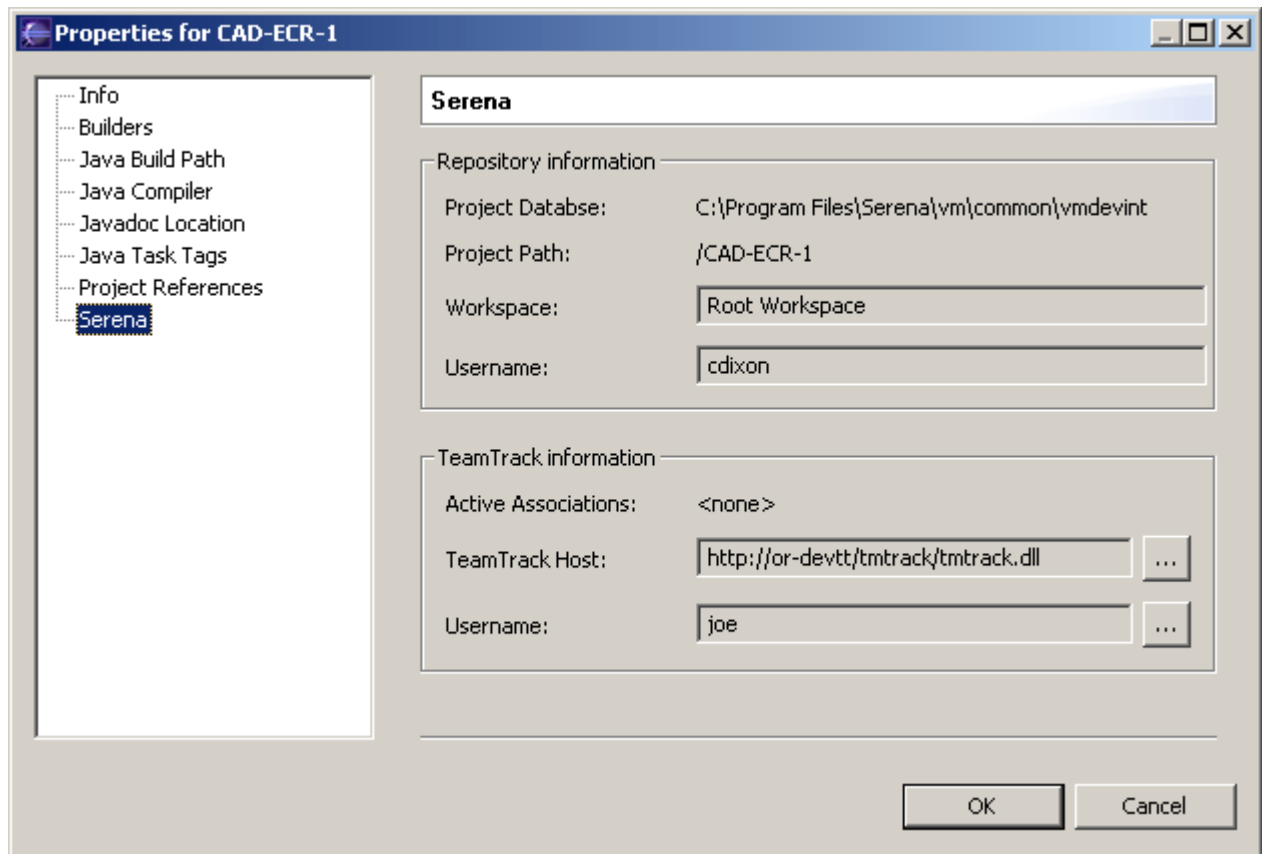 Properties for CAD-ECR-1
Info
Builders
Java Build Path
Java Compiler
Javadoc Location
Java Task Tags
Project References
Serena
Serena
Repository information
Project Databse: C:\Program Files\Serena\vm\common\vmdevint
Project Path: /CAD-ECR-1
Workspace: Root Workspace
Username: cdixon
TeamTrack information
Active Associations: <none>
TeamTrack Host: http://or-devtt/tmtrack/tmtrack.dll ...
Username: joe ...
OK Cancel